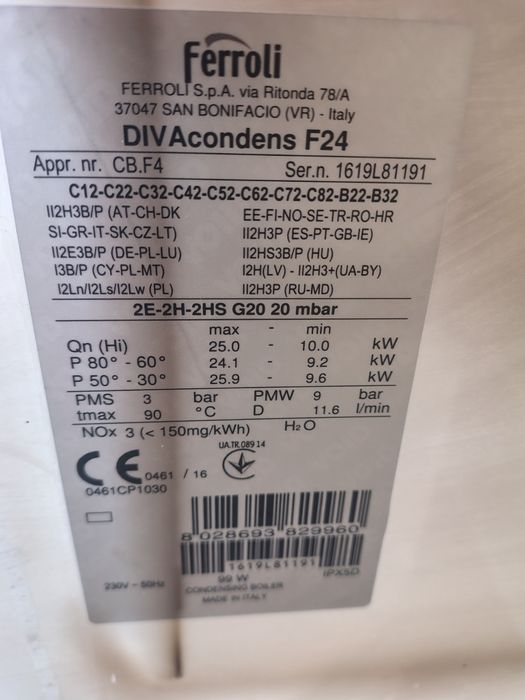 Ferroli
FERROLI S.p.A. via Ritonda 78/A
37047 SAN BONIFACIO (VR) - Italy
DIVAcondens F24
Appr. nr. CB.F4 Ser.n. 1619L81191
C12-C22-C32-C42-C52-C62-C72-C82-B22-B32
II2H3B/P (AT-CH-DK EE-FI-NO-SE-TR-RO-HR
SI-GR-IT-SK-CZ-LT) II2H3P (ES-PT-GB-IE)
II2E3B/P (DE-PL-LU) II2HS3B/P (HU)
I3B/P (CY-PL-MT) I2H(LV) - II2H3+(UA-BY)
I2Ln/I2Ls/I2Lw (PL) II2H3P (RU-MD)
2E-2H-2HS G20 20 mbar
max - min
Qn (Hi) 25.0 - 10.0 kW
P 80° - 60° 24.1 - 9.2 kW
P 50° - 30° 25.9 - 9.6 kW
PMS 3 bar PMW 9 bar
tmax 90 °C D 11.6 l/min
NOx 3 (< 150mg/kWh) H2O
UA.TR.089 14
CE 0461 / 16
0461CP1030
8 028693 829960
1619L81191
230V ~ 50Hz 99 W IPX5D
CONDENSING BOILER
MADE IN ITALY